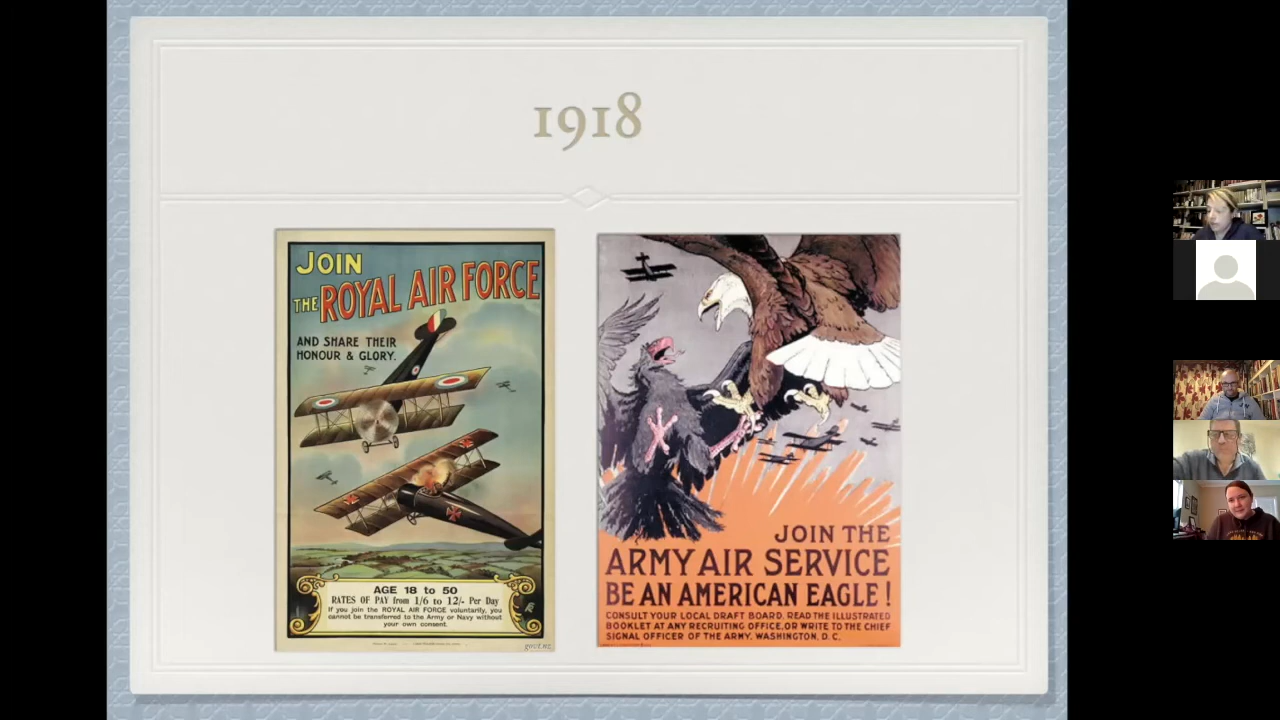 1918
JOIN
THE ROYAL AIR FORCE
AND SHARE THEIR
HONOUR & GLORY.
AGE 18 to 50
RATES OF PAY from 1/6 to 12/- Per Day
If you join the ROYAL AIR FORCE voluntarily, you
cannot be transferred to the Army or Navy without
your own consent.
govt.nz
JOIN THE
ARMY AIR SERVICE
BE AN AMERICAN EAGLE!
CONSULT YOUR LOCAL DRAFT BOARD. READ THE ILLUSTRATED
BOOKLET AT ANY RECRUITING OFFICE, OR WRITE TO THE CHIEF
SIGNAL OFFICER OF THE ARMY, WASHINGTON, D.C.